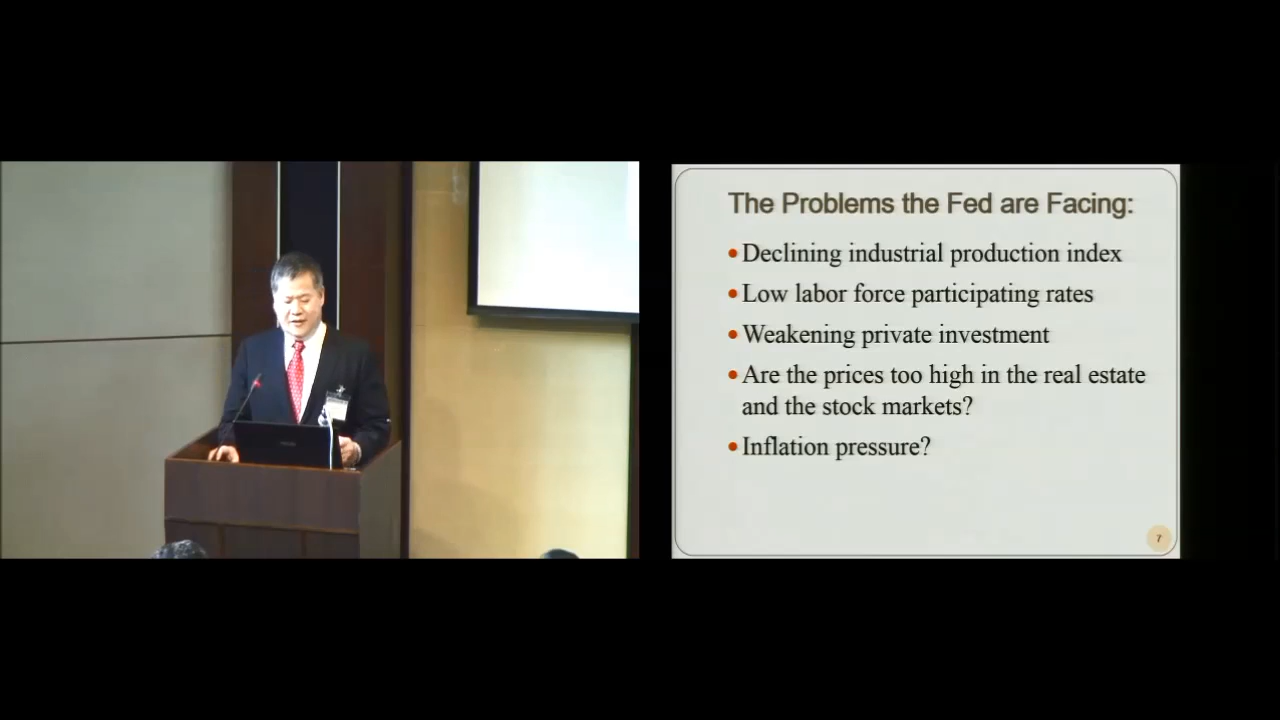 The Problems the Fed are Facing:
•Declining industrial production index
•Low labor force participating rates
•Weakening private investment
•Are the prices too high in the real estate
and the stock markets?
•Inflation pressure?
7